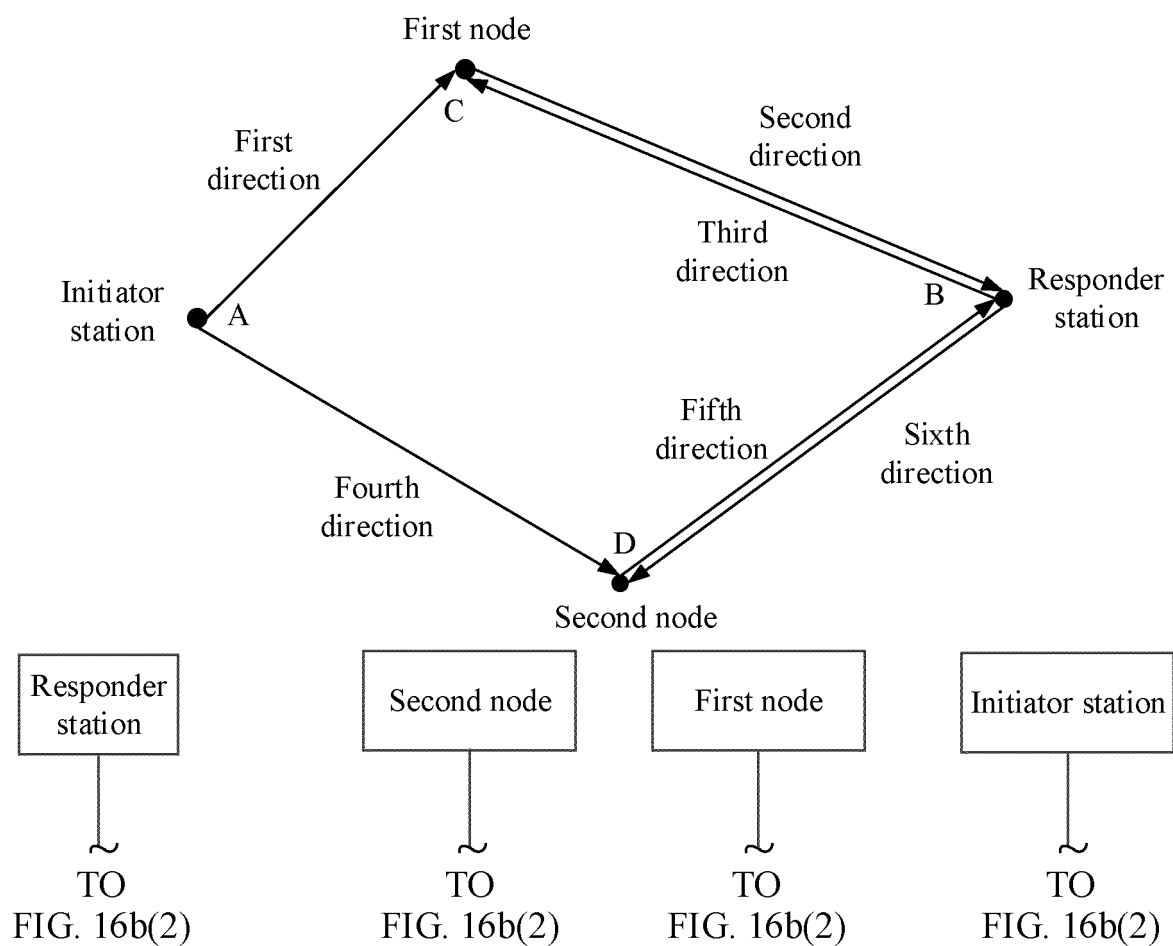 First node
C
First
direction
Second
direction
Third
direction
Initiator
station
A
B
Responder
station
Fifth
direction
Sixth
direction
Fourth
direction
D
Second node
Responder
station
Second node
First node
Initiator station
~
~
~
~
TO
FIG. 16b(2)
TO
FIG. 16b(2)
TO
FIG. 16b(2)
TO
FIG. 16b(2)